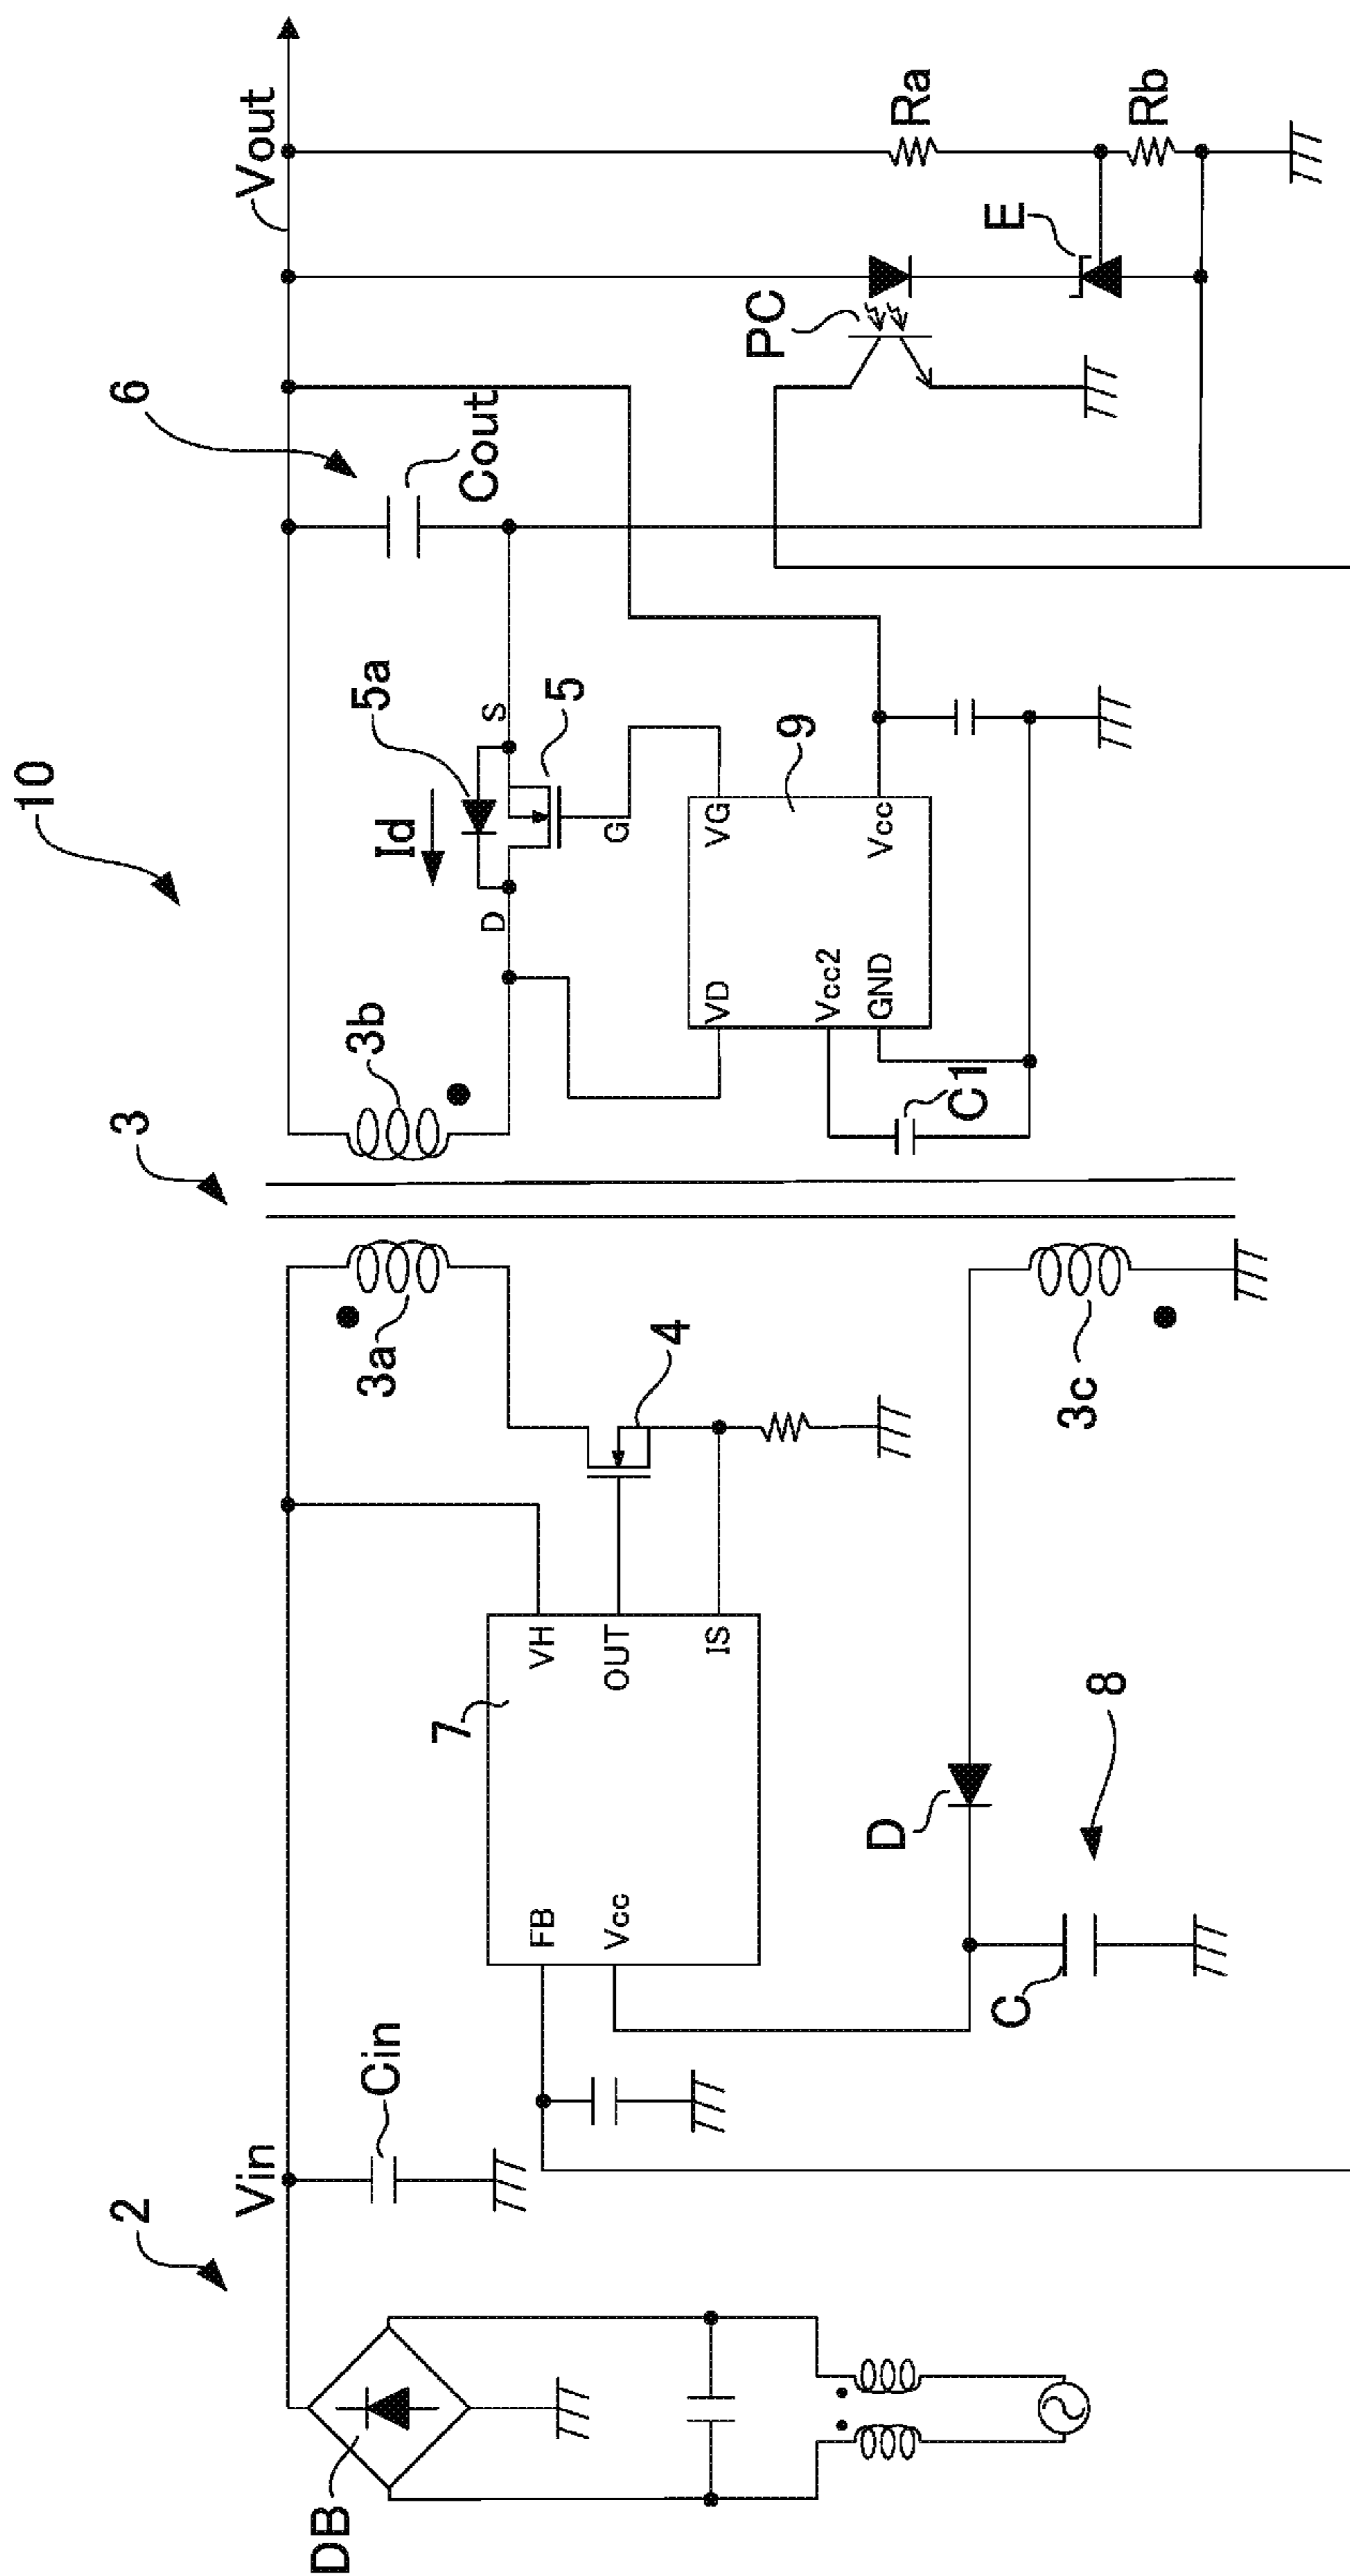 10
2
3
6
Vin
Vout
DB
Cin
3a
3b
Id
5a
D
S
Cout
5
G
7
VH
FB
OUT
Vcc
IS
4
VD
VG
9
Vcc2
GND
Vcc
C1
PC
Ra
E
Rb
D
C
8
3c